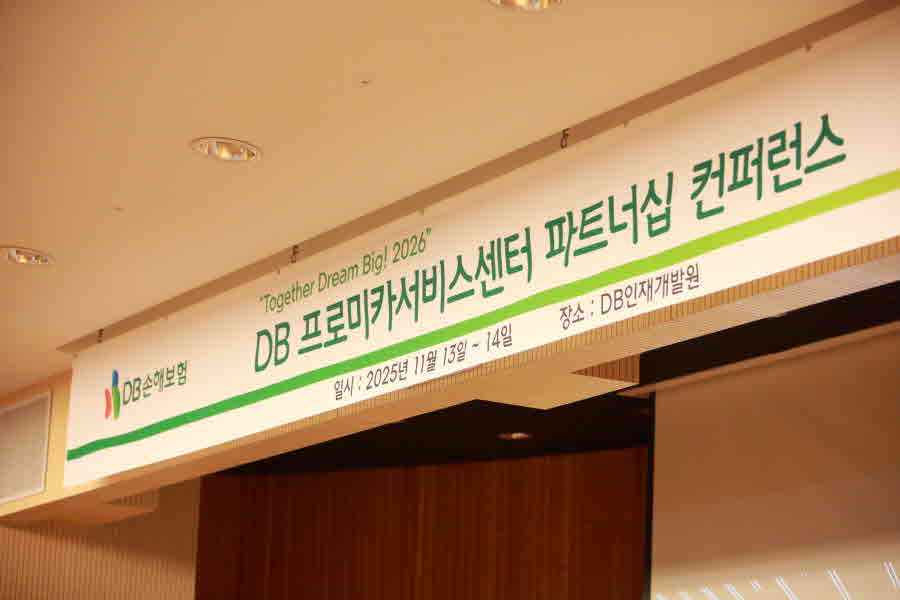 "Together Dream Big! 2026"
DB 프로미카서비스센터 파트너십 컨퍼런스
DB손해보험
일시 : 2025년 11월 13일 ~ 14일
장소 : DB인재개발원